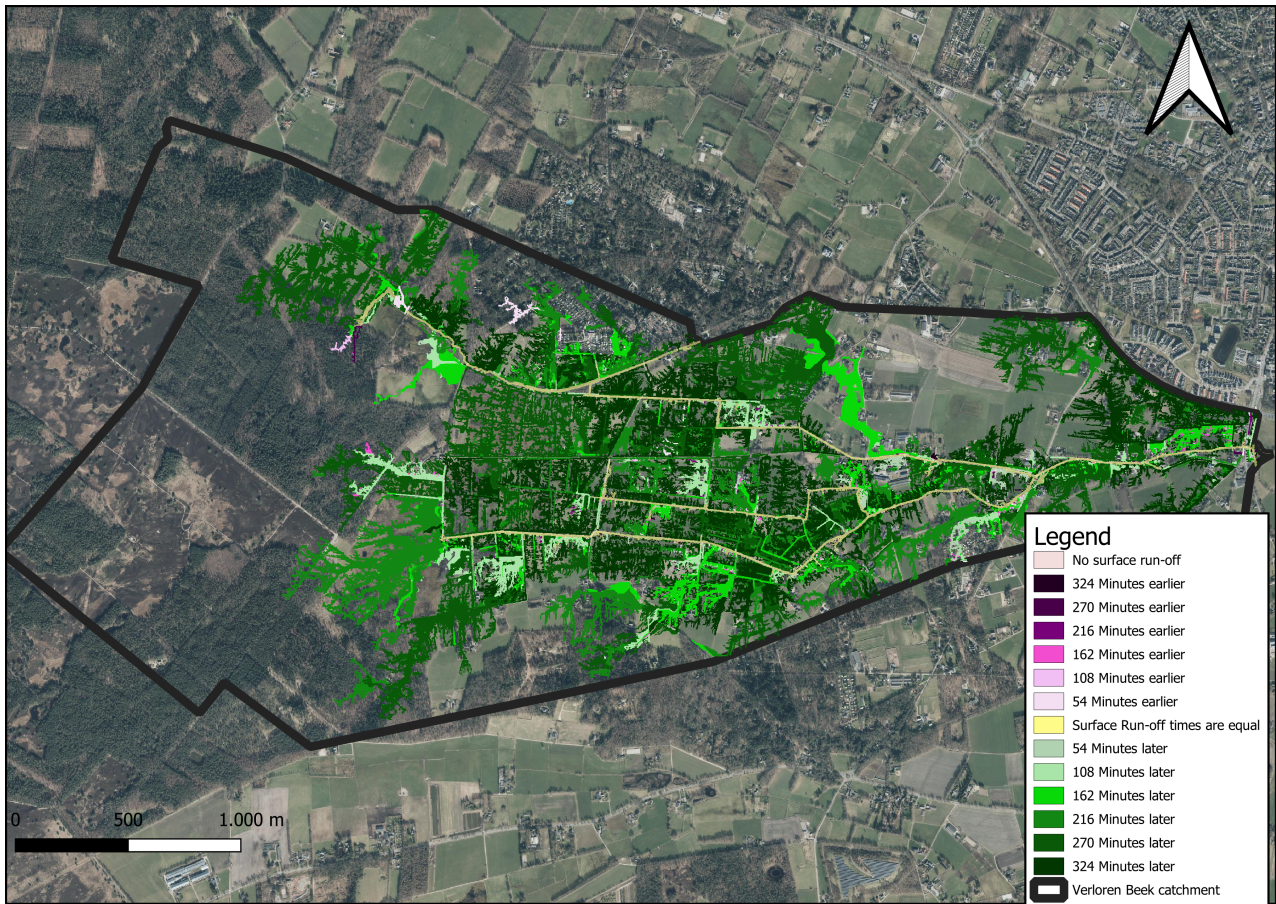 Legend
No surface run-off
324 Minutes earlier
270 Minutes earlier
216 Minutes earlier
162 Minutes earlier
108 Minutes earlier
54 Minutes earlier
Surface Run-off times are equal
54 Minutes later
108 Minutes later
162 Minutes later
216 Minutes later
270 Minutes later
324 Minutes later
Verloren Beek catchment
0 500 1.000 m